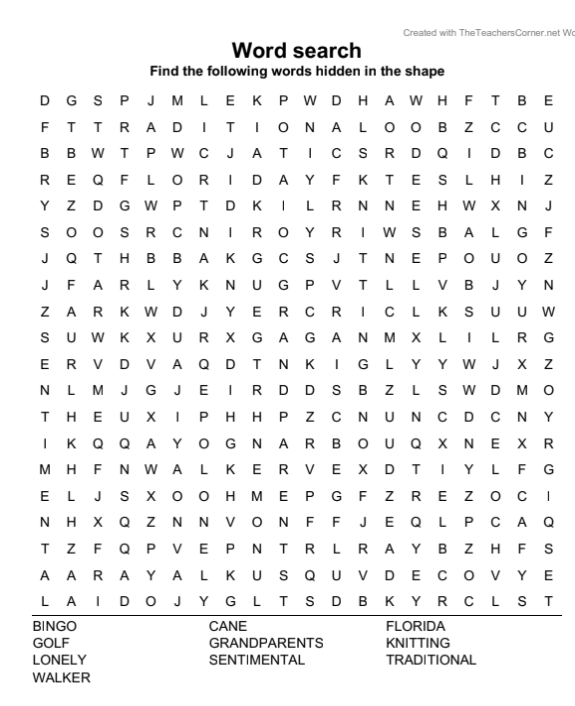 Created with TheTeachersCorner.net Wo
Word search
Find the following words hidden in the shape
D G S P J M L E K P W D H A W H F T B E
F T T R A D I T I O N A L O O B Z C C U
B B W T P W C J A T I C S R D Q I D B C
R E Q F L O R I D A Y F K T E S L H I Z
Y Z D G W P T D K I L R N N E H W X N J
S O O S R C N I R O Y R I W S B A L G F
J Q T H B B A K G C S J T N E P O U O Z
J F A R L Y K N U G P V T L L V B J Y N
Z A R K W D J Y E R C R I C L K S U U W
S U W K X U R X G A G A N M X L I L R G
E R V D V A Q D T N K I G L Y Y W J X Z
N L M J G J E I R D D S B Z L S W D M O
T H E U X I P H H P Z C N U N C D C N Y
I K Q Q A Y O G N A R B O U Q X N E X R
M H F N W A L K E R V E X D T I Y L F G
E L J S X O O H M E P G F Z R E Z O C I
N H X Q Z N N V O N F F J E Q L P C A Q
T Z F Q P V E P N T R L R A Y B Z H F S
A A R A Y A L K U S Q U V D E C O V Y E
L A I D O J Y G L T S D B K Y R C L S T
BINGO CANE FLORIDA
GOLF GRANDPARENTS KNITTING
LONELY SENTIMENTAL TRADITIONAL
WALKER